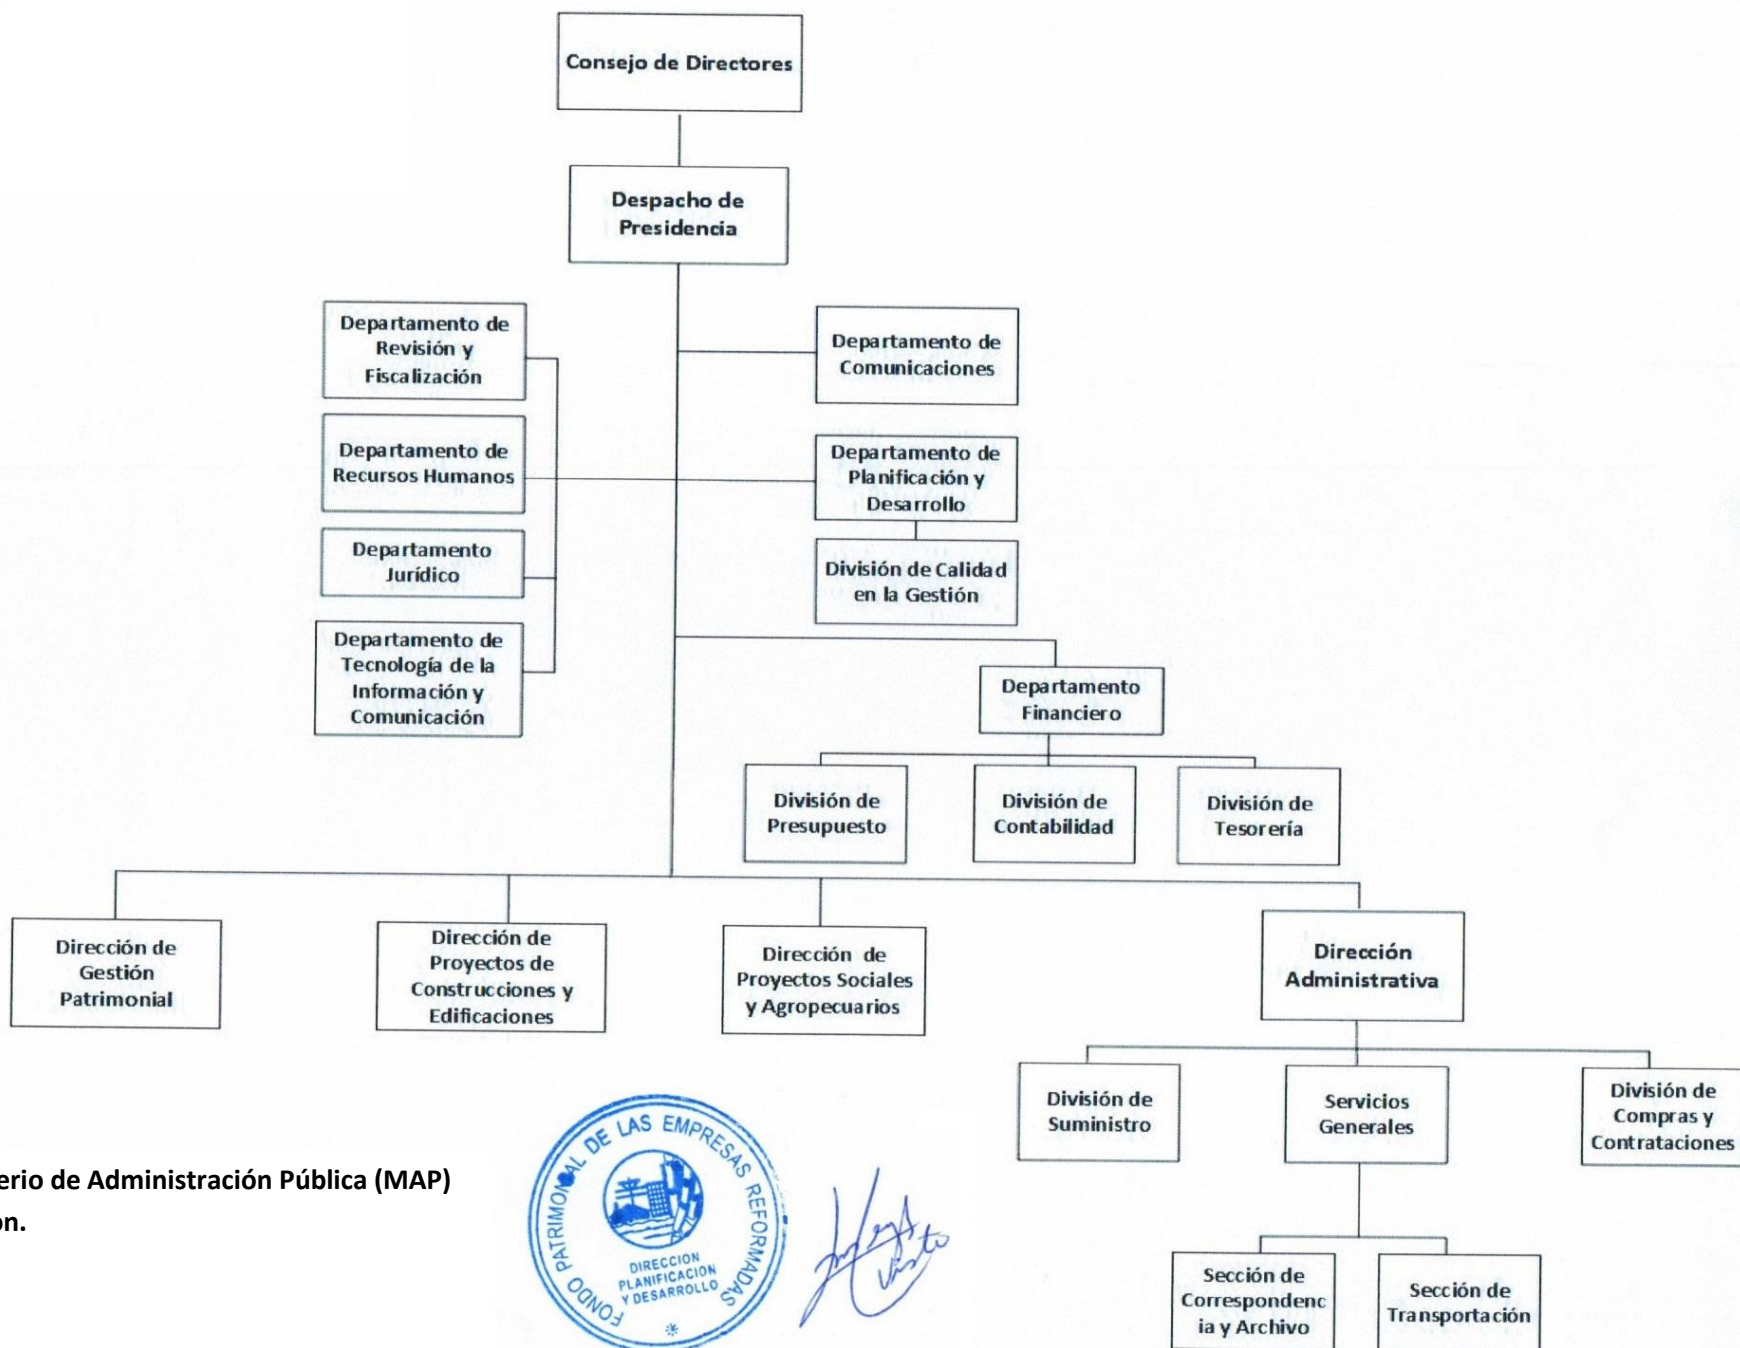 Consejo de Directores
Despacho de
Presidencia
Departamento de
Revisión y
Fiscalización
Departamento de
Comunicaciones
Departamento de
Recursos Humanos
Departamento de
Planificación y
Desarrollo
Departamento
Jurídico
División de Calidad
en la Gestión
Departamento de
Tecnología de la
Información y
Comunicación
Departamento
Financiero
División de
Presupuesto
División de
Contabilidad
División de
Tesorería
Dirección de
Gestión
Patrimonial
Dirección de
Proyectos de
Construcciones y
Edificaciones
Dirección de
Proyectos Sociales
y Agropecuarios
Dirección
Administrativa
División de
Suministro
Servicios
Generales
División de
Compras y
Contrataciones
Sección de
Correspondenc
ia y Archivo
Sección de
Transportación
erio de Administración Pública (MAP)
on.
FONDO PATRIMONIAL DE LAS EMPRESAS REFORMADAS
DIRECCION
PLANIFICACION
Y DESARROLLO